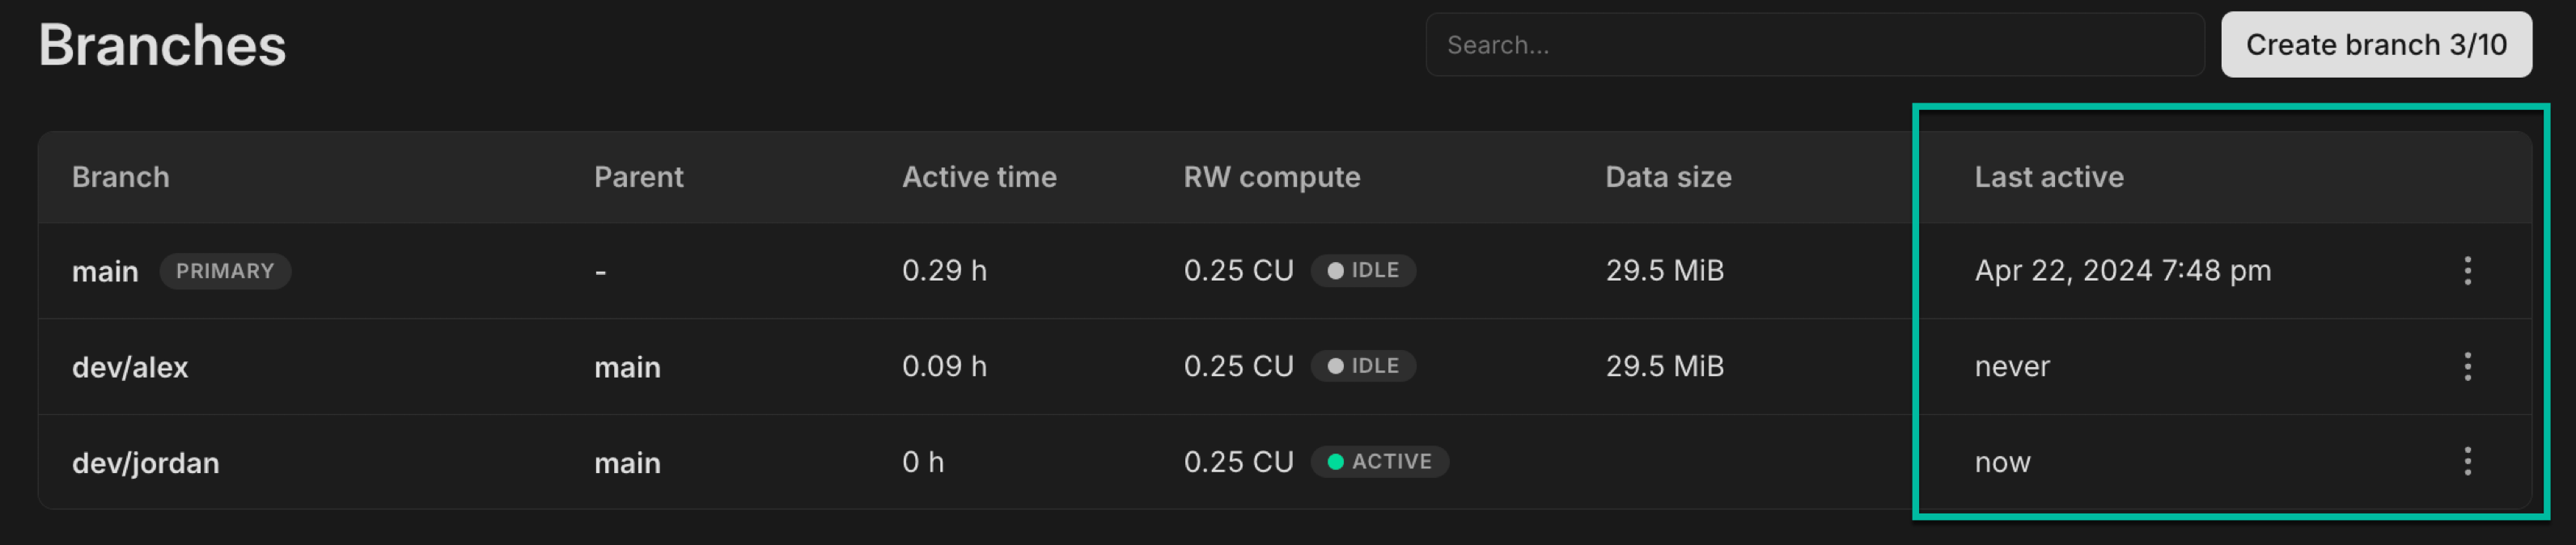 Branches
Search...
Create branch 3/10
Branch Parent Active time RW compute Data size Last active
main PRIMARY - 0.29 h 0.25 CU IDLE 29.5 MiB Apr 22, 2024 7:48 pm
dev/alex main 0.09 h 0.25 CU IDLE 29.5 MiB never
dev/jordan main 0 h 0.25 CU ACTIVE now